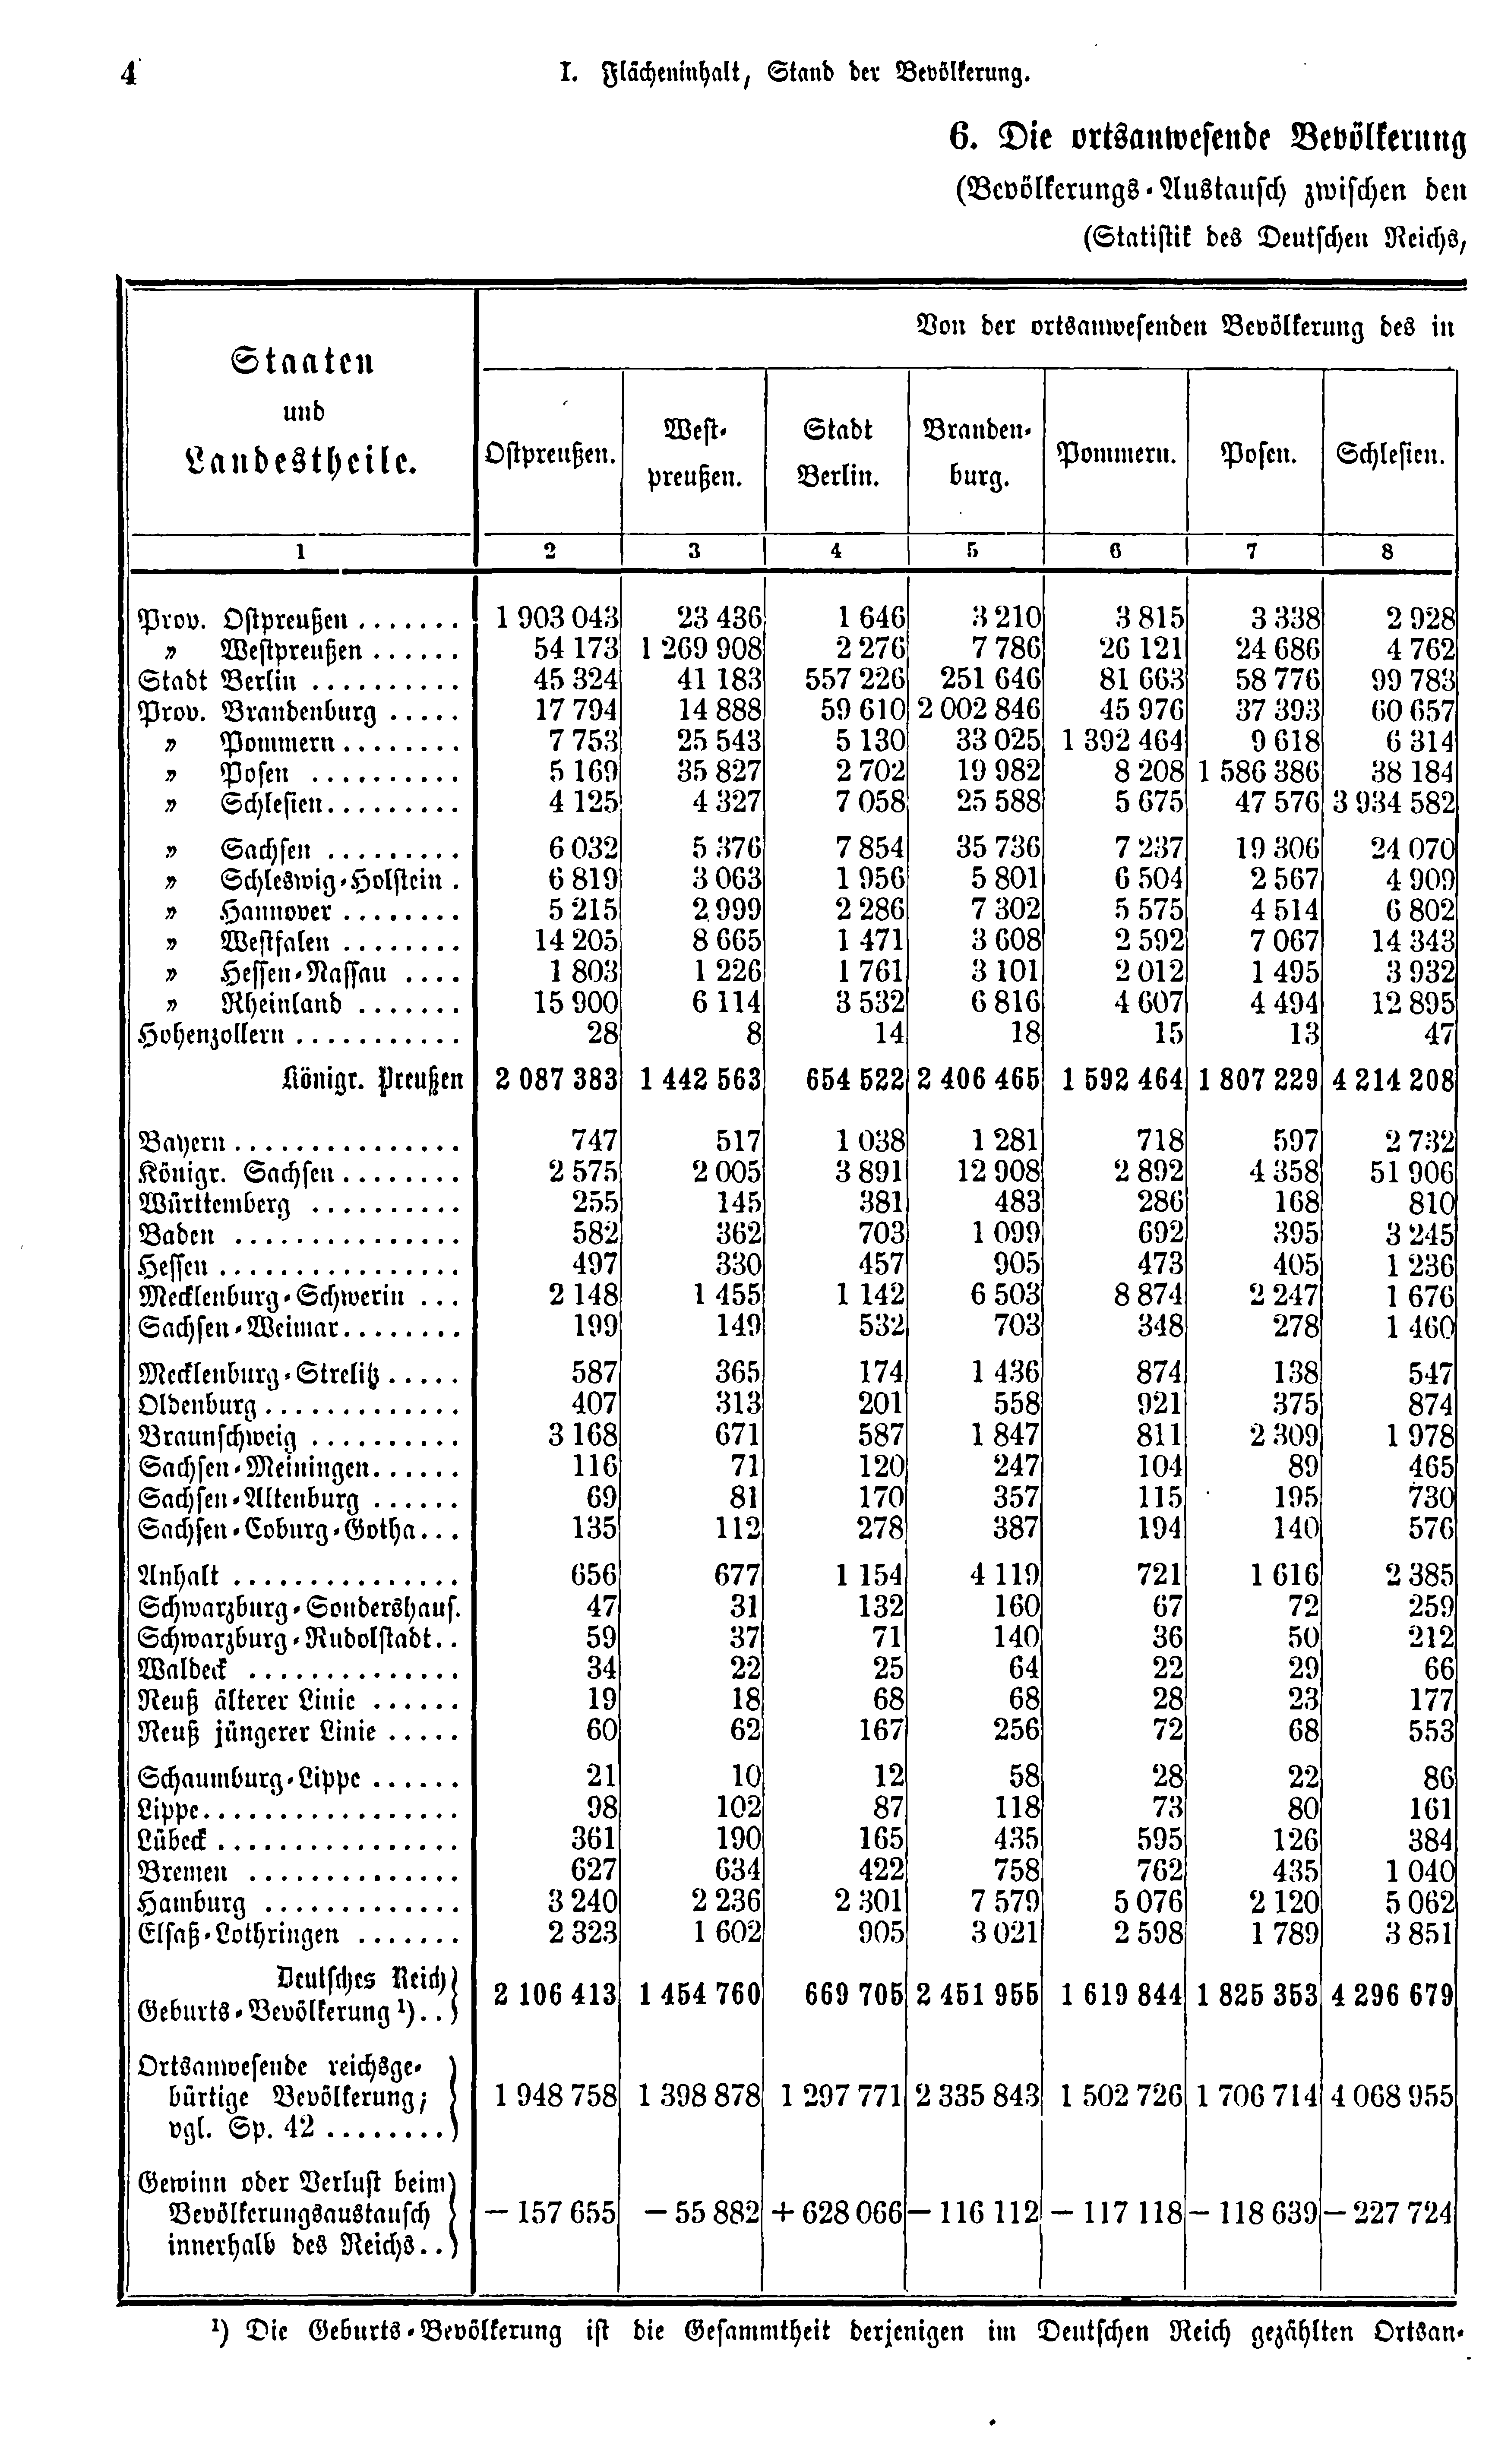 4 I. Flächeninhalt, Stand der Bevölkerung.
6. Die ortsanwesende Bevölkerung
(Bevölkerungs-Austausch zwischen den
(Statistik des Deutschen Reichs,
Staaten
und
Landestheile.
Von der ortsanwesenden Bevölkerung des in
Ostpreußen.
West-
preußen.
Stadt
Berlin.
Branden-
burg.
Pommern.
Posen.
Schlesien.
1 2 3 4 5 6 7 8
Prov. Ostpreußen ....... 1 903 043 23 436 1 646 3 210 3 815 3 338 2 928
„ Westpreußen ...... 54 173 1 269 908 2 276 7 786 26 121 24 686 4 762
Stadt Berlin .......... 45 324 41 183 557 226 251 646 81 663 58 776 99 783
Prov. Brandenburg ..... 17 794 14 888 59 610 2 002 846 45 976 37 393 60 657
„ Pommern ........ 7 753 25 543 5 130 33 025 1 392 464 9 618 6 314
„ Posen .......... 5 169 35 827 2 702 19 982 8 208 1 586 386 38 184
„ Schlesien......... 4 125 4 327 7 058 25 588 5 675 47 576 3 934 582
„ Sachsen ......... 6 032 5 376 7 854 35 736 7 237 19 306 24 070
„ Schleswig-Holstein . 6 819 3 063 1 956 5 801 6 504 2 567 4 909
„ Hannover ........ 5 215 2 999 2 286 7 302 5 575 4 514 6 802
„ Westfalen ........ 14 205 8 665 1 471 3 608 2 592 7 067 14 343
„ Hessen-Nassau .... 1 803 1 226 1 761 3 101 2 012 1 495 3 932
„ Rheinland ....... 15 900 6 114 3 532 6 816 4 607 4 494 12 895
Hohenzollern ........... 28 8 14 18 15 13 47
Königr. Preußen 2 087 383 1 442 563 654 522 2 406 465 1 592 464 1 807 229 4 214 208
Bayern ............... 747 517 1 038 1 281 718 597 2 732
Königr. Sachsen ........ 2 575 2 005 3 891 12 908 2 892 4 358 51 906
Württemberg .......... 255 145 381 483 286 168 810
Baden ............... 582 362 703 1 099 692 395 3 245
Hessen ................ 497 330 457 905 473 405 1 236
Mecklenburg-Schwerin ... 2 148 1 455 1 142 6 503 8 874 2 247 1 676
Sachsen-Weimar........ 199 149 532 703 348 278 1 460
Mecklenburg-Strelitz ..... 587 365 174 1 436 874 138 547
Oldenburg ............. 407 313 201 558 921 375 874
Braunschweig .......... 3 168 671 587 1 847 811 2 309 1 978
Sachsen-Meiningen...... 116 71 120 247 104 89 465
Sachsen-Altenburg ...... 69 81 170 357 115 195 730
Sachsen-Coburg-Gotha... 135 112 278 387 194 140 576
Anhalt ............... 656 677 1 154 4 119 721 1 616 2 385
Schwarzburg-Sondershaus. 47 31 132 160 67 72 259
Schwarzburg-Rudolstadt.. 59 37 71 140 36 50 212
Waldeck .............. 34 22 25 64 22 29 66
Reuß älterer Linie ...... 19 18 68 68 28 23 177
Reuß jüngerer Linie ..... 60 62 167 256 72 68 553
Schaumburg-Lippe ...... 21 10 12 58 28 22 86
Lippe................. 98 102 87 118 73 80 161
Lübeck ................ 361 190 165 435 595 126 384
Bremen .............. 627 634 422 758 762 435 1 040
Hamburg ............. 3 240 2 236 2 301 7 579 5 076 2 120 5 062
Elsaß-Lothringen ....... 2 323 1 602 905 3 021 2 598 1 789 3 851
Deutsches Reich
Geburts-Bevölkerung ¹).. 2 106 413 1 454 760 669 705 2 451 955 1 619 844 1 825 353 4 296 679
Ortsanwesende reichsge-
bürtige Bevölkerung; 1 948 758 1 398 878 1 297 771 2 335 843 1 502 726 1 706 714 4 068 955
vgl. Sp. 42 ........
Gewinn oder Verlust beim
Bevölkerungsaustausch — 157 655 — 55 882 + 628 066 — 116 112 — 117 118 — 118 639 — 227 724
innerhalb des Reichs..
¹) Die Geburts-Bevölkerung ist die Gesammtheit derjenigen im Deutschen Reich gezählten Ortsan-